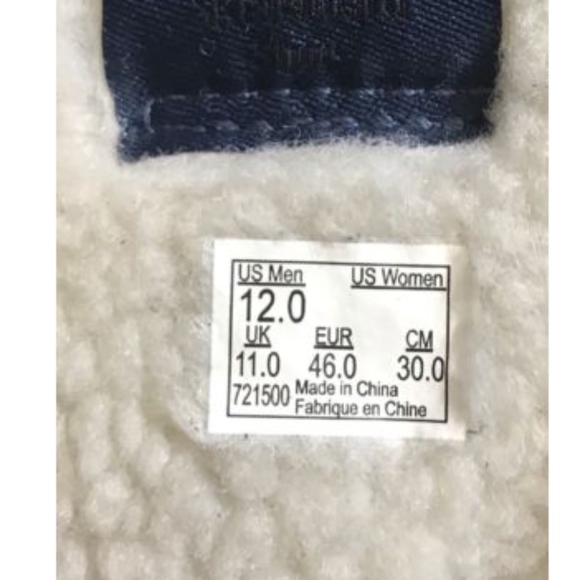 US Men US Women
12.0
UK EUR CM
11.0 46.0 30.0
721500 Made in China
Fabrique en Chine